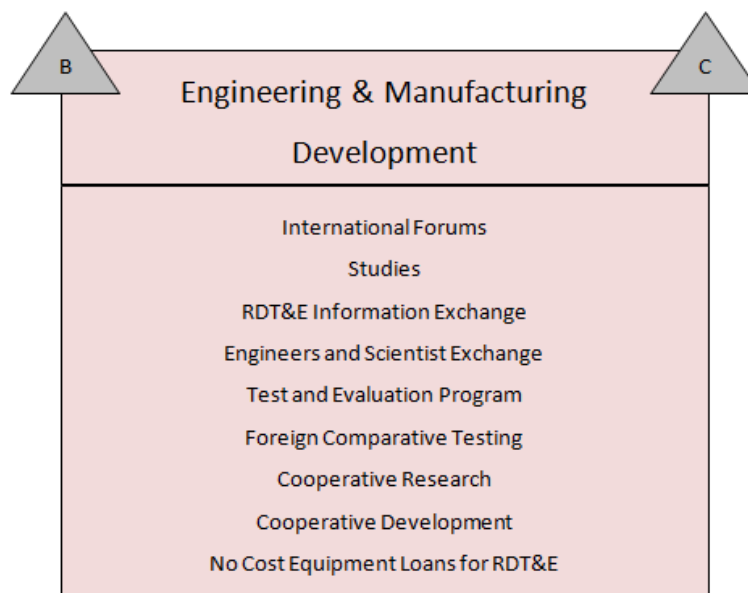 B
C
Engineering & Manufacturing
Development
International Forums
Studies
RDT&E Information Exchange
Engineers and Scientist Exchange
Test and Evaluation Program
Foreign Comparative Testing
Cooperative Research
Cooperative Development
No Cost Equipment Loans for RDT&E